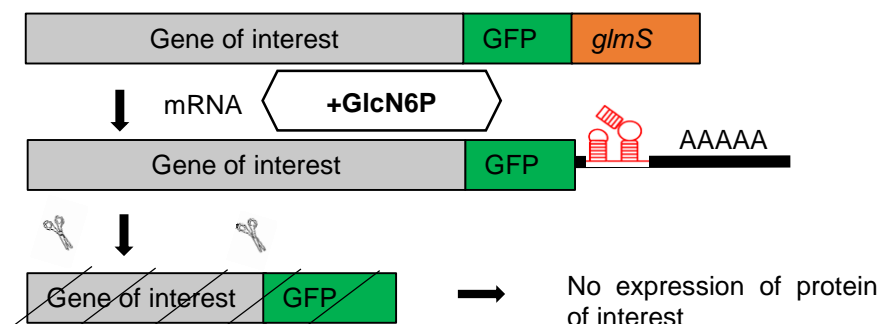 Gene of interest GFP glmS
mRNA +GlcN6P
Gene of interest GFP AAAAA
Gene of interest GFP No expression of protein
of interest